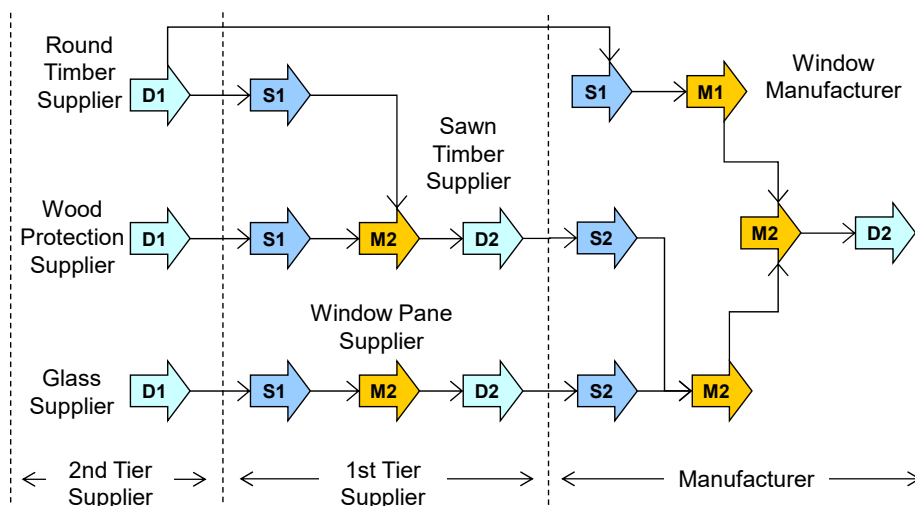 Round
Timber
Supplier
D1
S1
S1
M1
Window
Manufacturer
Sawn
Timber
Supplier
Wood
Protection
Supplier
D1
S1
M2
D2
S2
M2
D2
Window Pane
Supplier
Glass
Supplier
D1
S1
M2
D2
S2
M2
2nd Tier
Supplier
1st Tier
Supplier
Manufacturer